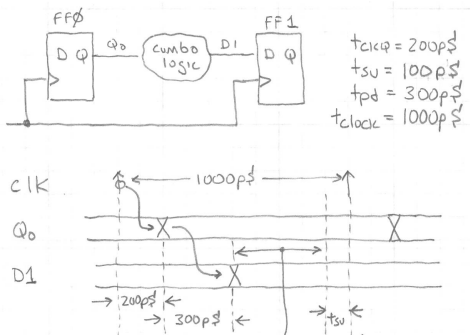 FF0
FF1
D Q
Q0
combo
logic
D1
D Q
tclkq = 200ps
tsu = 100ps
tpd = 300ps
tclock = 1000ps
clk
1000ps
Q0
D1
200ps
300ps
tsu